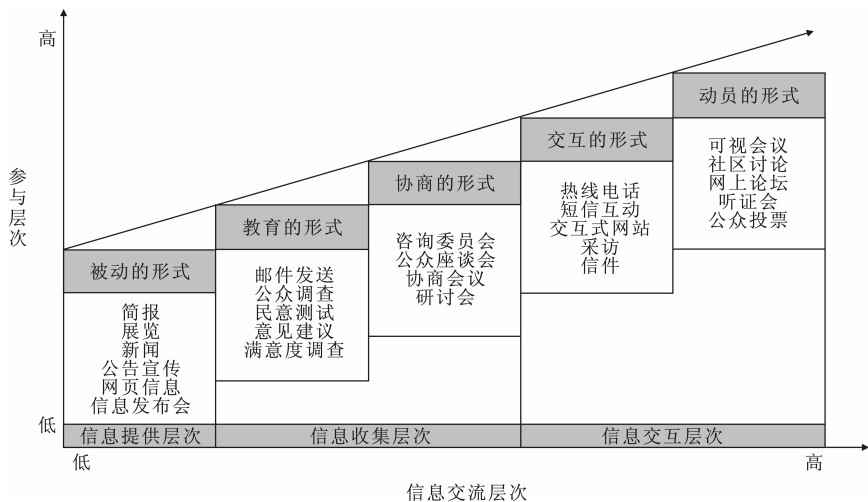 高
参与层次
低
被动的形式
简报
展览
新闻
公告宣传
网页信息
信息发布会
教育的形式
邮件发送
公众调查
民意测试
意见建议
满意度调查
协商的形式
咨询委员会
公众座谈会
协商会议
研讨会
交互的形式
热线电话
短信互动
交互式网站
采访
信件
动员的形式
可视会议
社区讨论
网上论坛
听证会
公众投票
信息提供层次
信息收集层次
信息交互层次
低
高
信息交流层次